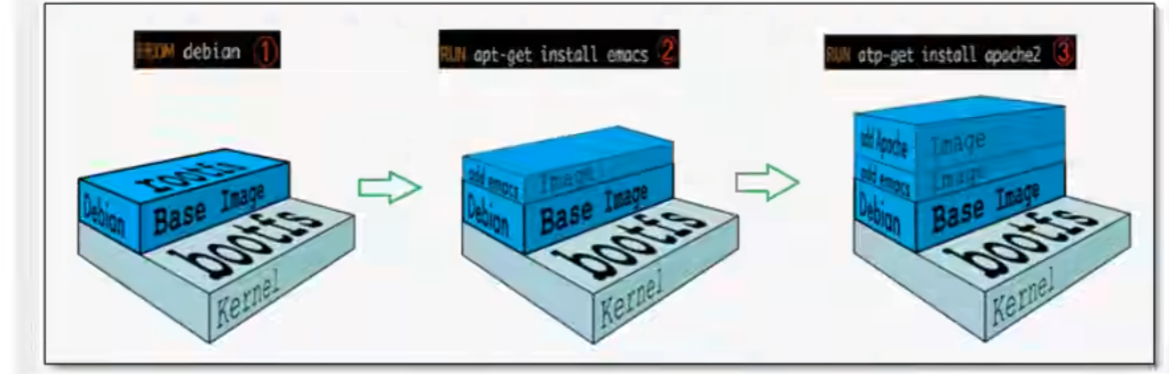 FROM debian ①
RUN apt-get install emacs ②
RUN atp-get install apache2 ③
rootfs
Debian
Base Image
bootfs
Kernel
add emacs
Image
Debian
Base Image
bootfs
Kernel
add Apache
Image
add emacs
Image
Debian
Base Image
bootfs
Kernel